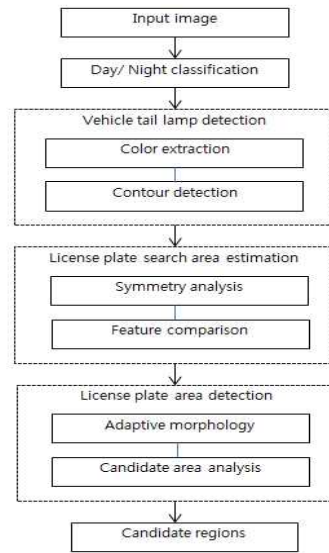 Input image
Day/ Night classification
Vehicle tail lamp detection
Color extraction
Contour detection
License plate search area estimation
Symmetry analysis
Feature comparison
License plate area detection
Adaptive morphology
Candidate area analysis
Candidate regions